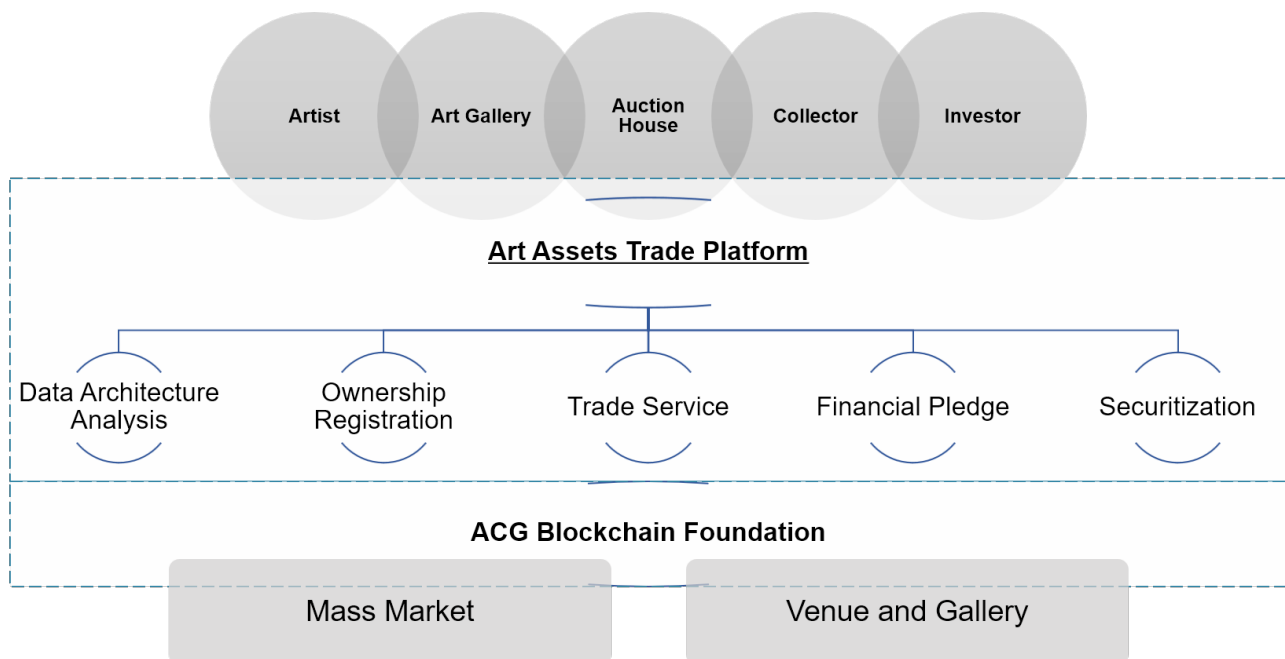 Artist
Art Gallery
Auction
House
Collector
Investor
Art Assets Trade Platform
Data Architecture
Analysis
Ownership
Registration
Trade Service
Financial Pledge
Securitization
ACG Blockchain Foundation
Mass Market
Venue and Gallery